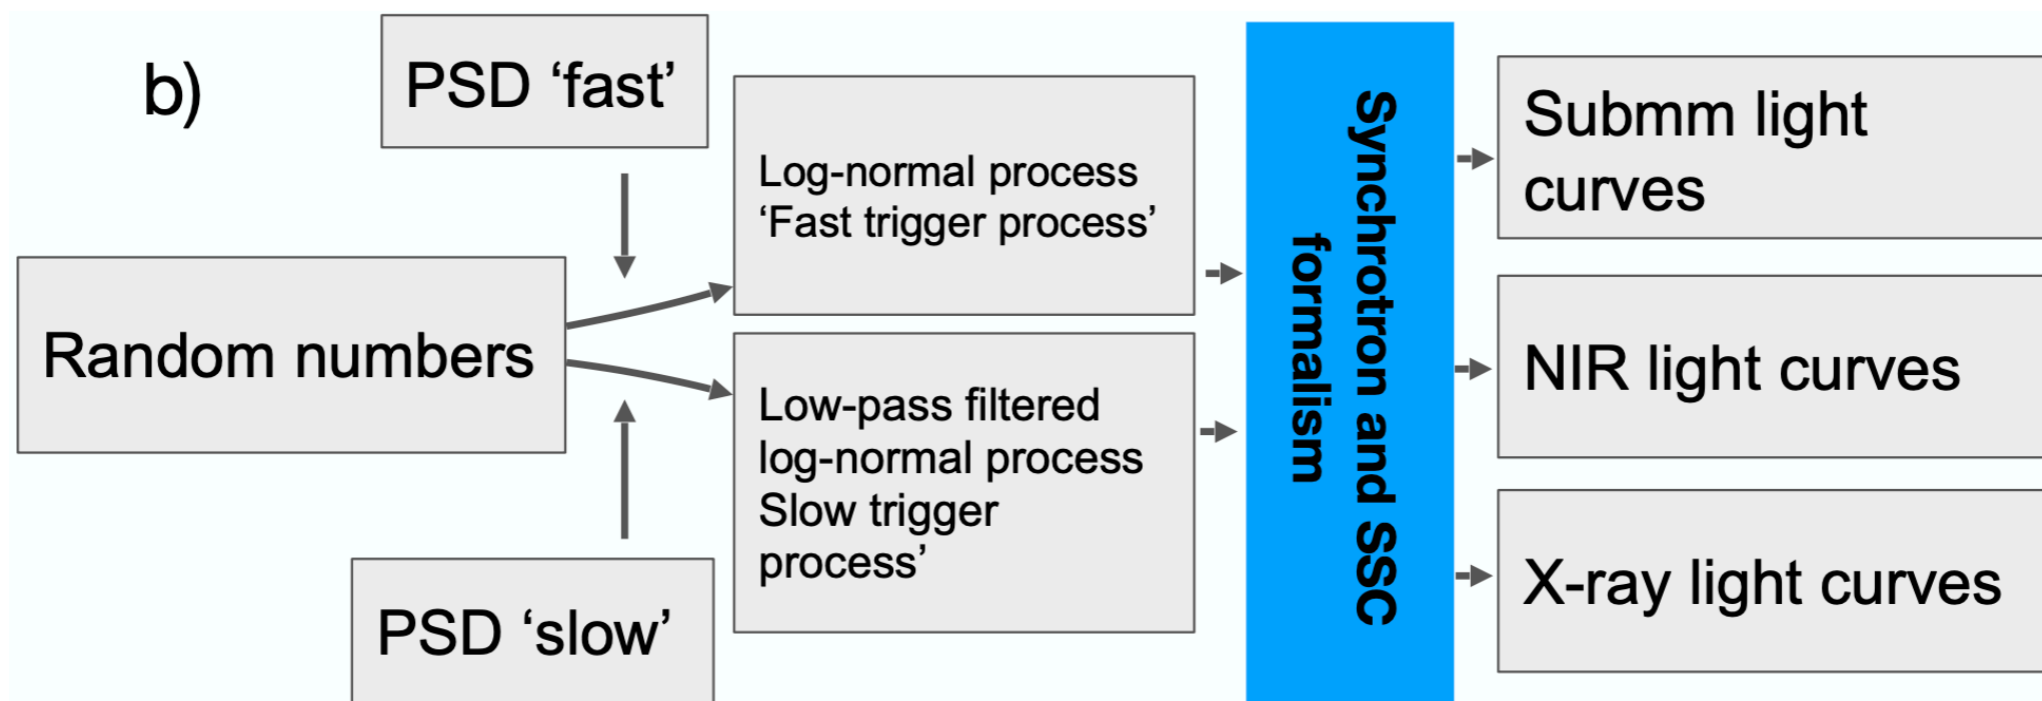 b)
PSD ‘fast’
Random numbers
PSD ‘slow’
Log-normal process
‘Fast trigger process’
Low-pass filtered
log-normal process
Slow trigger
process’
Synchrotron and SSC
formalism
Submm light
curves
NIR light curves
X-ray light curves